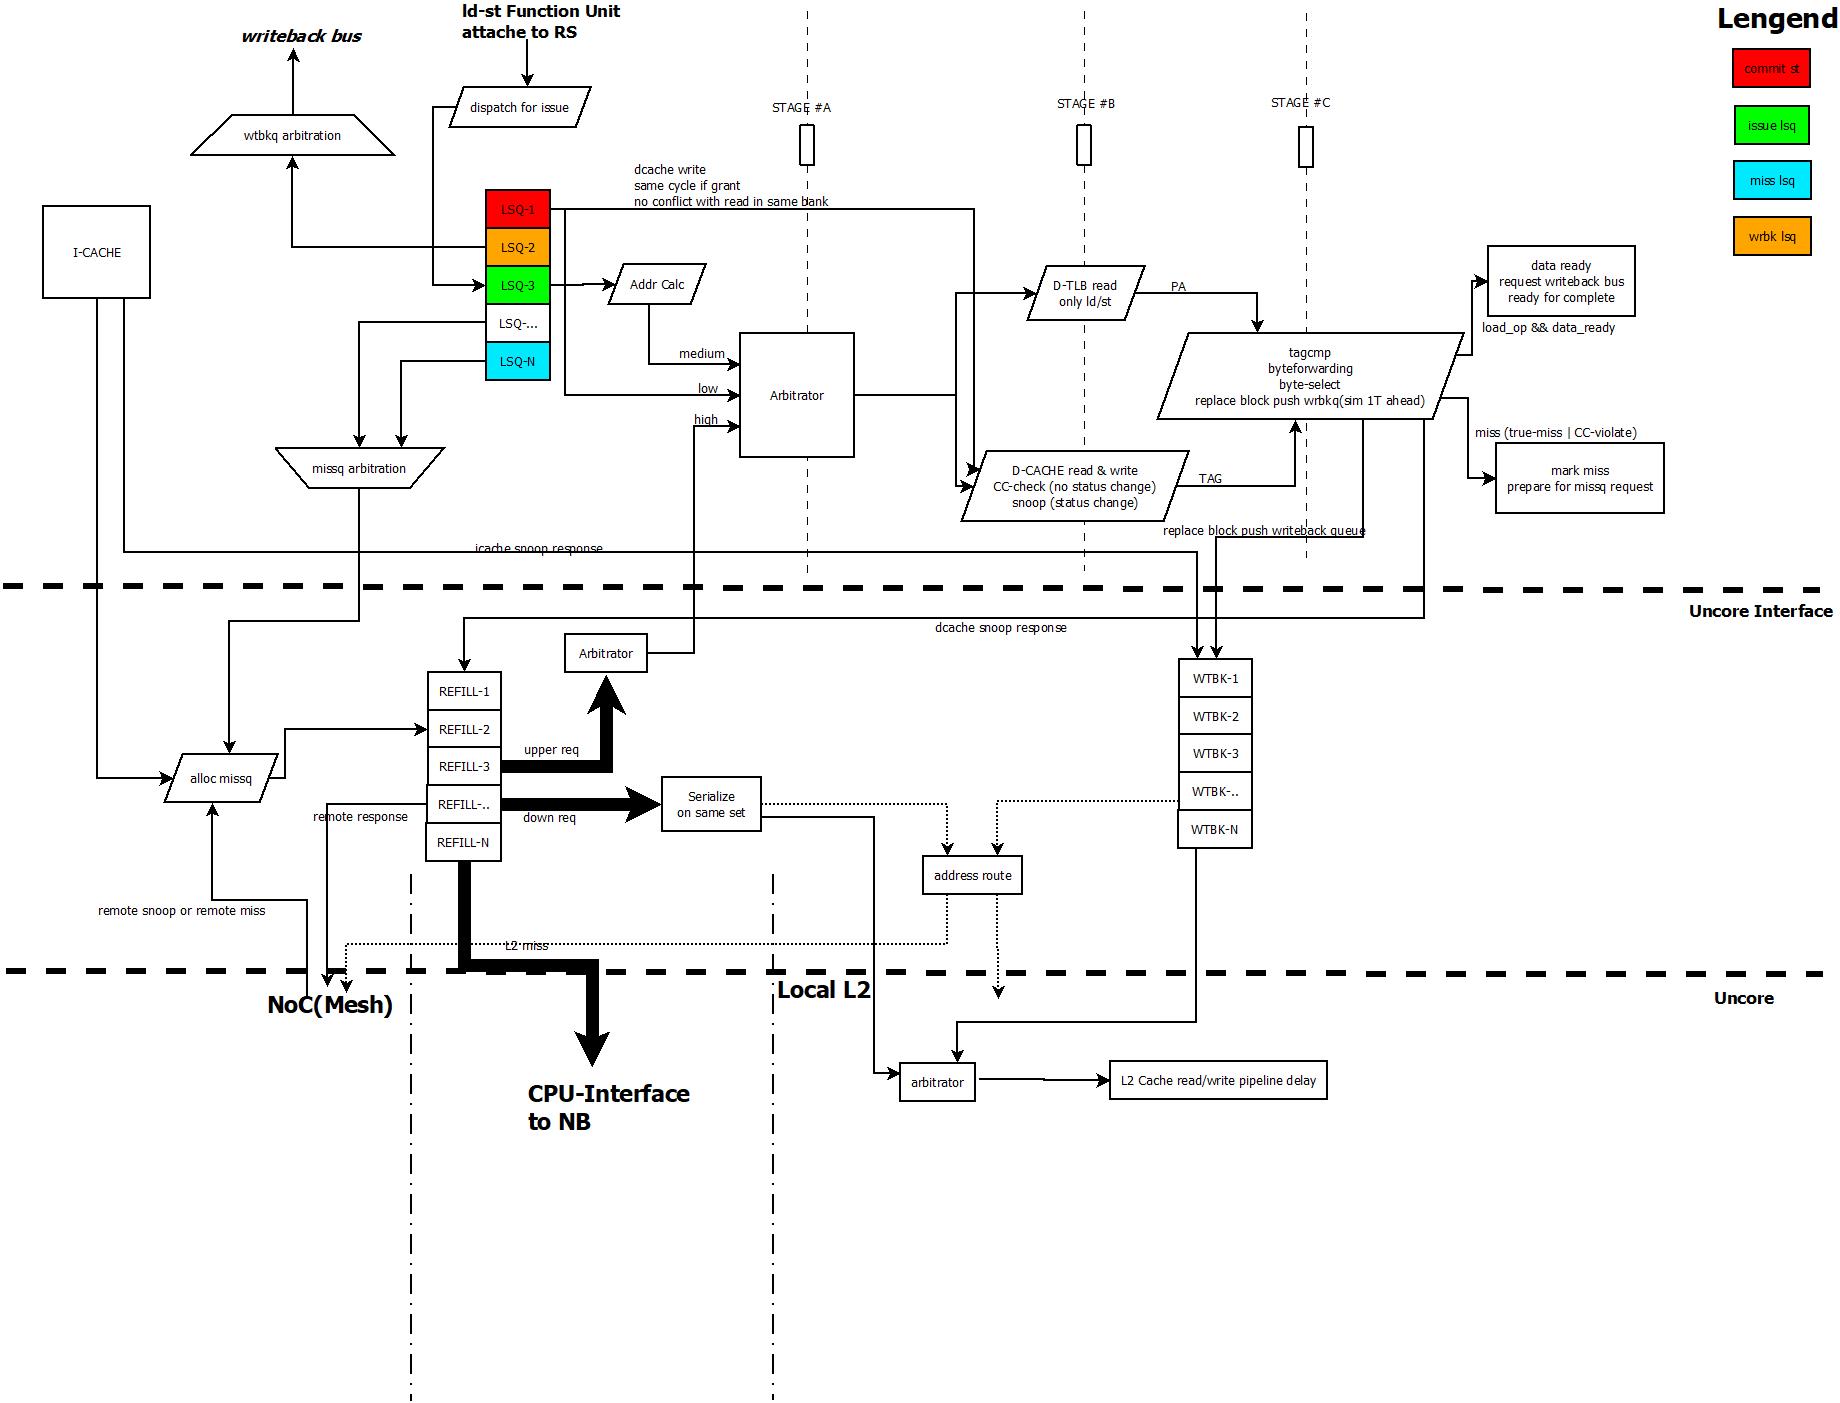 ld-st Function Unit
attache to RS
Lengend
writeback bus
commit st
issue lsq
miss lsq
wrbk lsq
dispatch for issue
STAGE #A
STAGE #B
STAGE #C
wtbkq arbitration
dcache write
same cycle if grant
no conflict with read in same bank
I-CACHE
LSQ-1
LSQ-2
LSQ-3
LSQ-...
LSQ-N
Addr Calc
D-TLB read
only ld/st
PA
data ready
request writeback bus
ready for complete
load_op && data_ready
medium
low
high
Arbitrator
tagcmp
byteforwarding
byte-select
replace block push wrbkq(sim 1T ahead)
miss (true-miss | CC-violate)
mark miss
prepare for missq request
missq arbitration
D-CACHE read & write
CC-check (no status change)
snoop (status change)
TAG
replace block push writeback queue
icache snoop response
Uncore Interface
dcache snoop response
Arbitrator
REFILL-1
REFILL-2
REFILL-3
REFILL-..
REFILL-N
WTBK-1
WTBK-2
WTBK-3
WTBK-..
WTBK-N
upper req
alloc missq
down req
Serialize
on same set
remote response
address route
remote snoop or remote miss
L2 miss
NoC(Mesh)
Local L2
Uncore
arbitrator
L2 Cache read/write pipeline delay
CPU-Interface
to NB